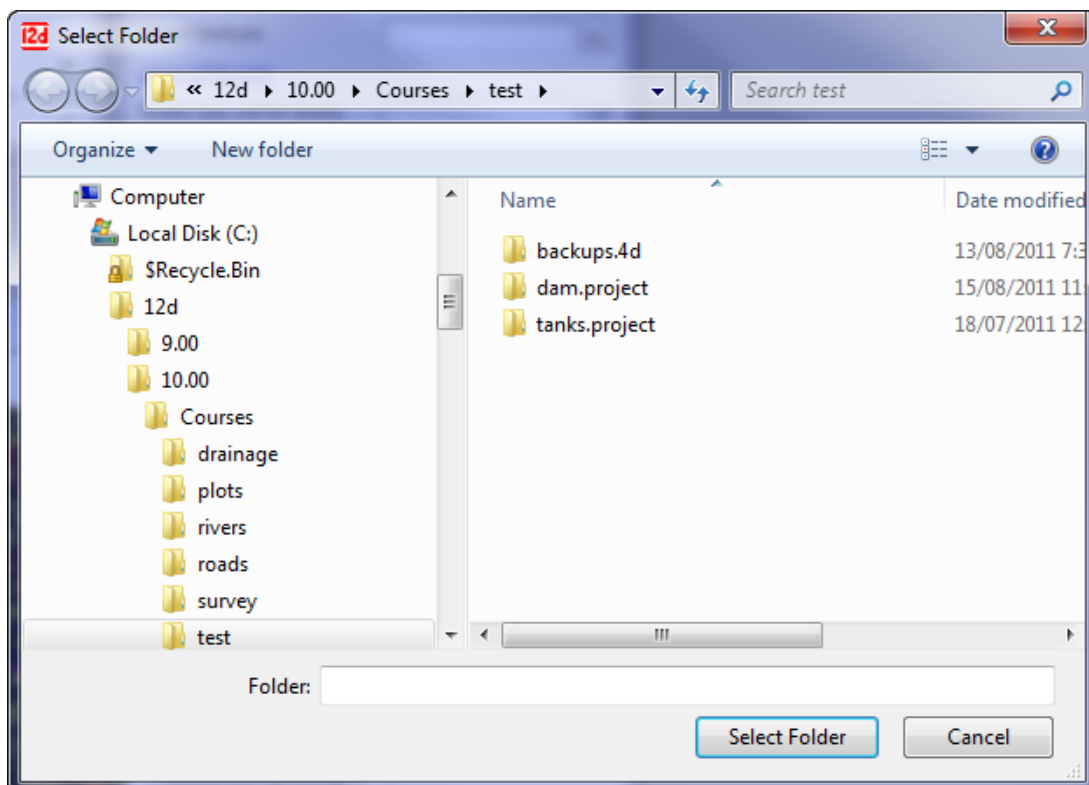 12d Select Folder
« 12d ▸ 10.00 ▸ Courses ▸ test ▸ Search test
Organize New folder
Computer
Local Disk (C:)
$Recycle.Bin
12d
9.00
10.00
Courses
drainage
plots
rivers
roads
survey
test
Name Date modified
backups.4d 13/08/2011 7:3
dam.project 15/08/2011 11:
tanks.project 18/07/2011 12:
Folder:
Select Folder Cancel